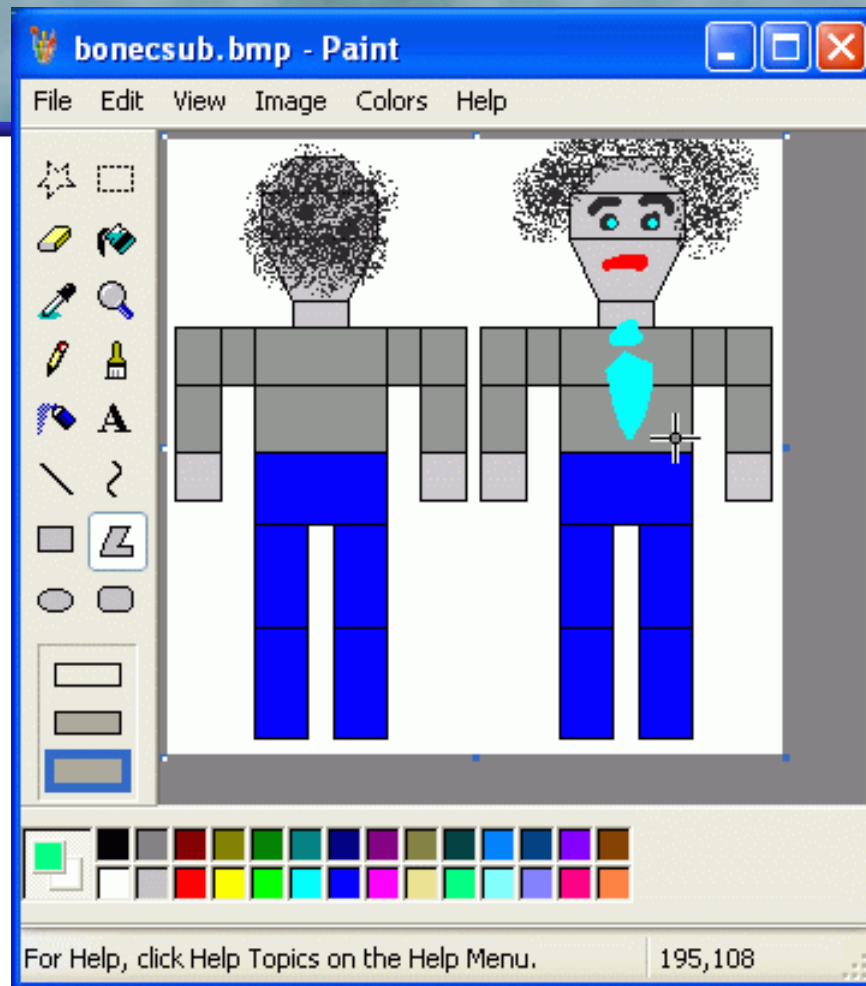 bonecsub.bmp - Paint
File Edit View Image Colors Help
A
For Help, click Help Topics on the Help Menu. 195,108